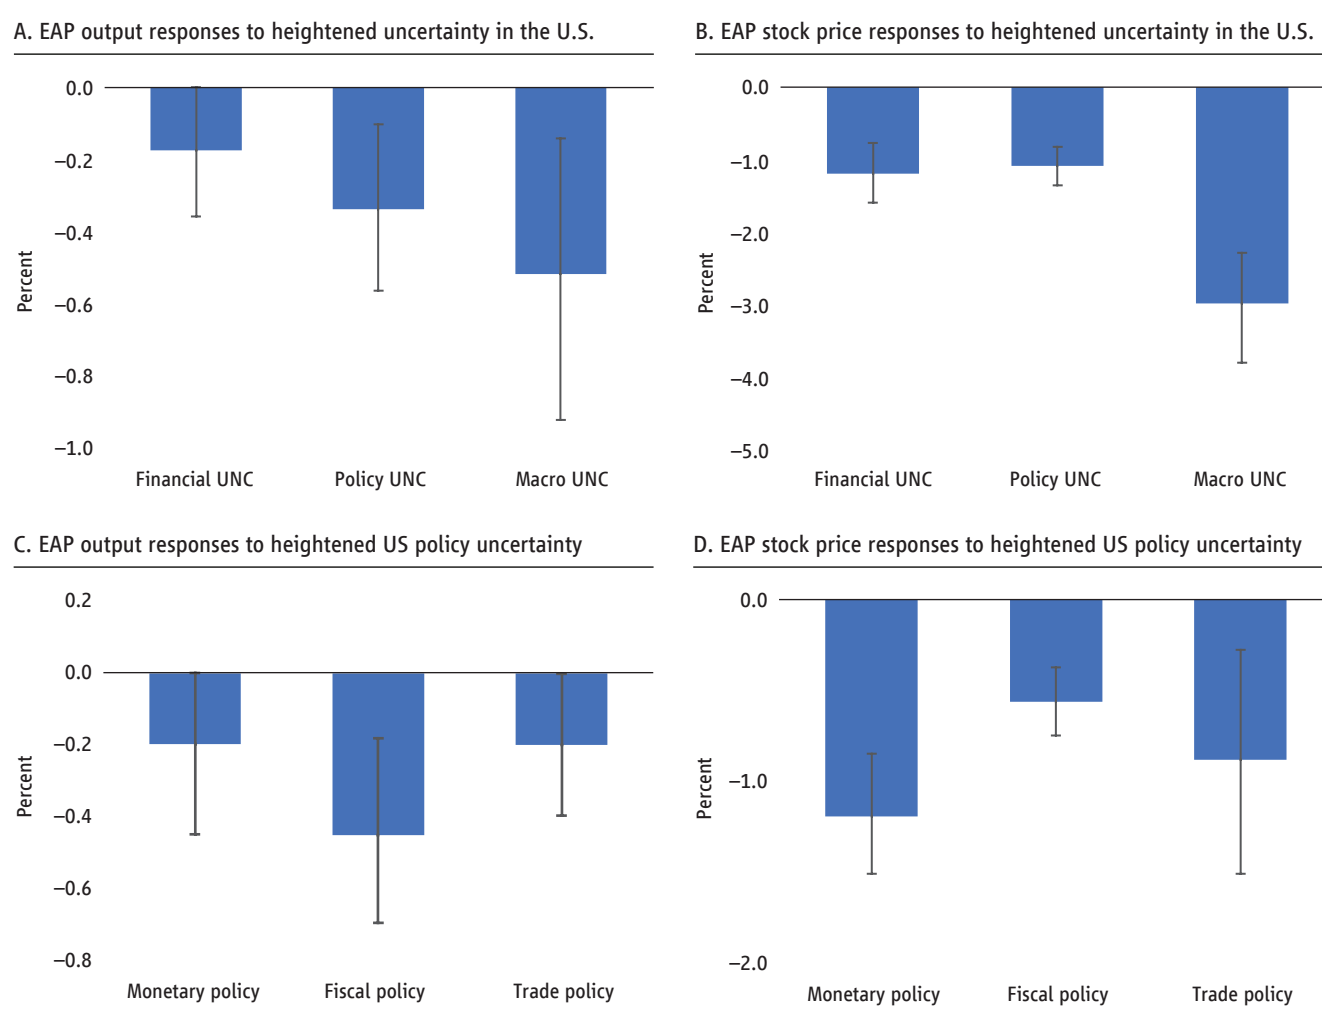 A. EAP output responses to heightened uncertainty in the U.S.
0.0
–0.2
–0.4
–0.6
–0.8
–1.0
Percent
Financial UNC
Policy UNC
Macro UNC
B. EAP stock price responses to heightened uncertainty in the U.S.
0.0
–1.0
–2.0
–3.0
–4.0
–5.0
Percent
Financial UNC
Policy UNC
Macro UNC
C. EAP output responses to heightened US policy uncertainty
0.2
0.0
–0.2
–0.4
–0.6
–0.8
Percent
Monetary policy
Fiscal policy
Trade policy
D. EAP stock price responses to heightened US policy uncertainty
0.0
–1.0
–2.0
Percent
Monetary policy
Fiscal policy
Trade policy